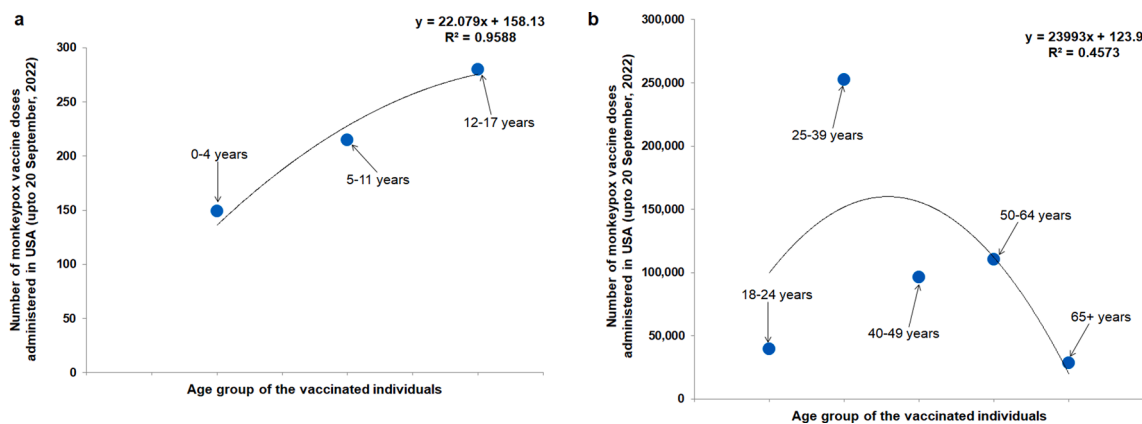 a
y = 22.079x + 158.13
R² = 0.9588
Number of monkeypox vaccine doses
administered in USA (upto 20 September, 2022)
300
250
200
150
100
50
0
0-4 years
5-11 years
12-17 years
Age group of the vaccinated individuals
b
y = 23993x + 123.9
R² = 0.4573
Number of monkeypox vaccine doses
administered in USA (upto 20 September, 2022)
300,000
250,000
200,000
150,000
100,000
50,000
0
18-24 years
25-39 years
40-49 years
50-64 years
65+ years
Age group of the vaccinated individuals